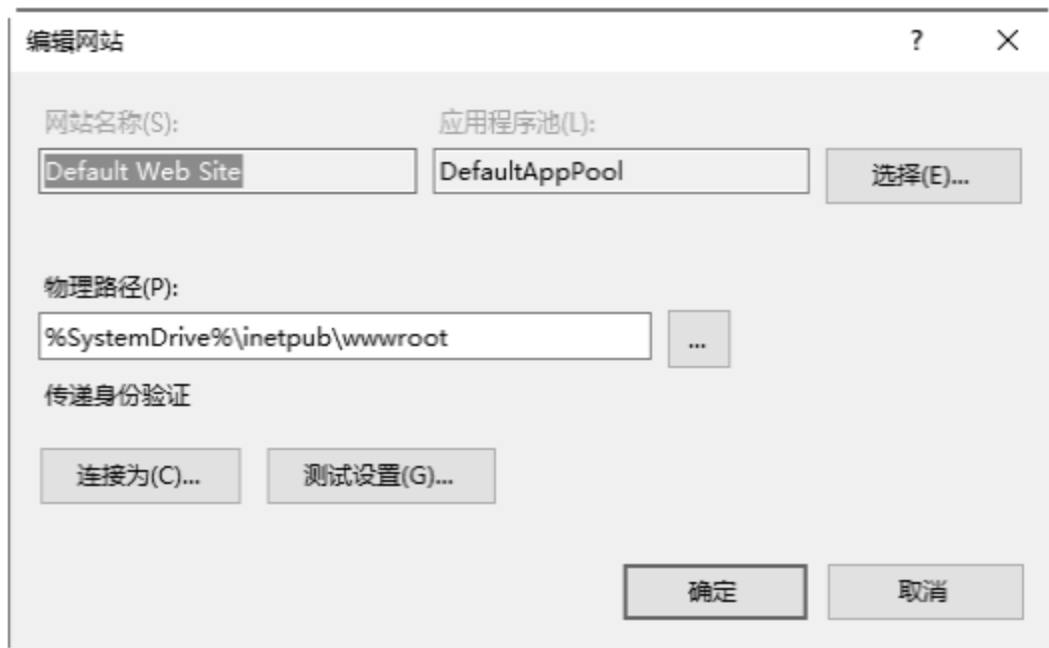 编辑网站 ? ×
网站名称(S): 应用程序池(L):
Default Web Site DefaultAppPool 选择(E)...
物理路径(P):
%SystemDrive%\inetpub\wwwroot ...
传递身份验证
连接为(C)... 测试设置(G)...
确定 取消